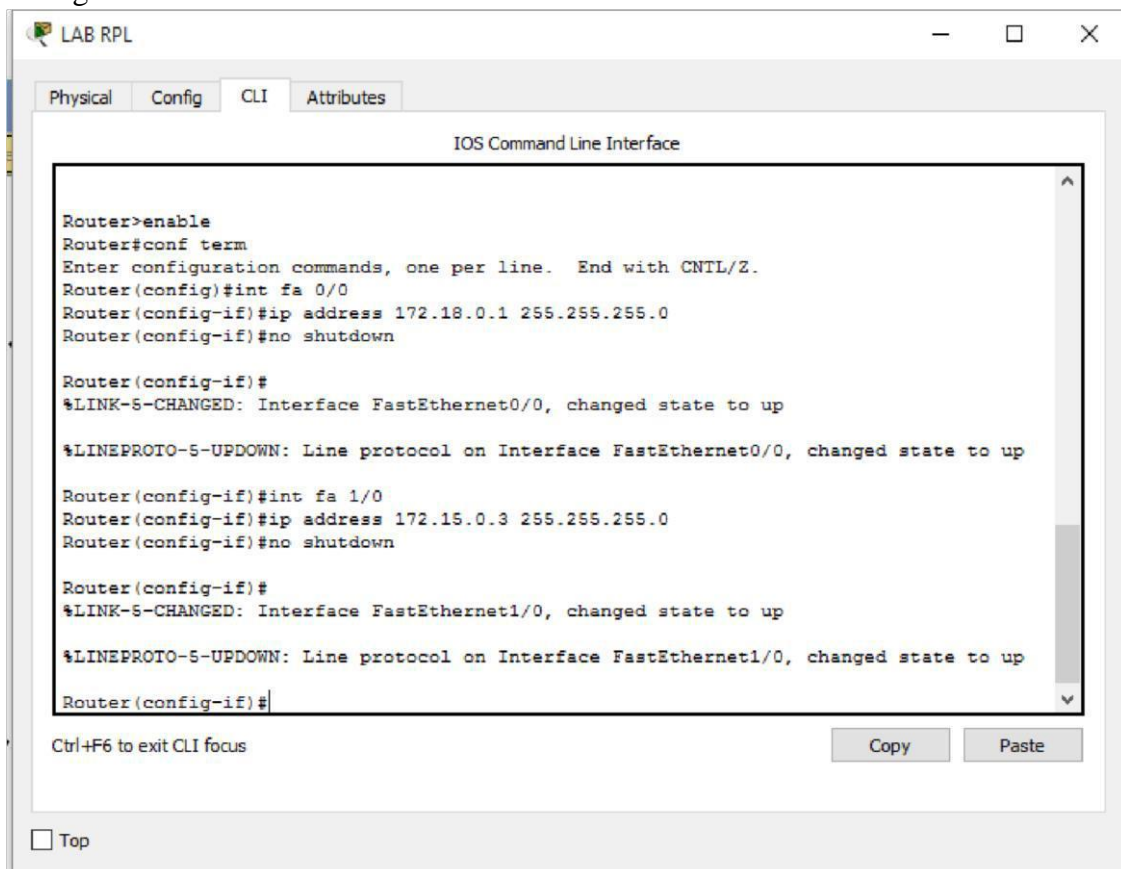 LAB RPL
Physical Config CLI Attributes
IOS Command Line Interface
Router>enable
Router#conf term
Enter configuration commands, one per line.  End with CNTL/Z.
Router(config)#int fa 0/0
Router(config-if)#ip address 172.18.0.1 255.255.255.0
Router(config-if)#no shutdown
Router(config-if)#
%LINK-5-CHANGED: Interface FastEthernet0/0, changed state to up
%LINEPROTO-5-UPDOWN: Line protocol on Interface FastEthernet0/0, changed state to up
Router(config-if)#int fa 1/0
Router(config-if)#ip address 172.15.0.3 255.255.255.0
Router(config-if)#no shutdown
Router(config-if)#
%LINK-5-CHANGED: Interface FastEthernet1/0, changed state to up
%LINEPROTO-5-UPDOWN: Line protocol on Interface FastEthernet1/0, changed state to up
Router(config-if)#
Ctrl+F6 to exit CLI focus
Copy Paste
Top